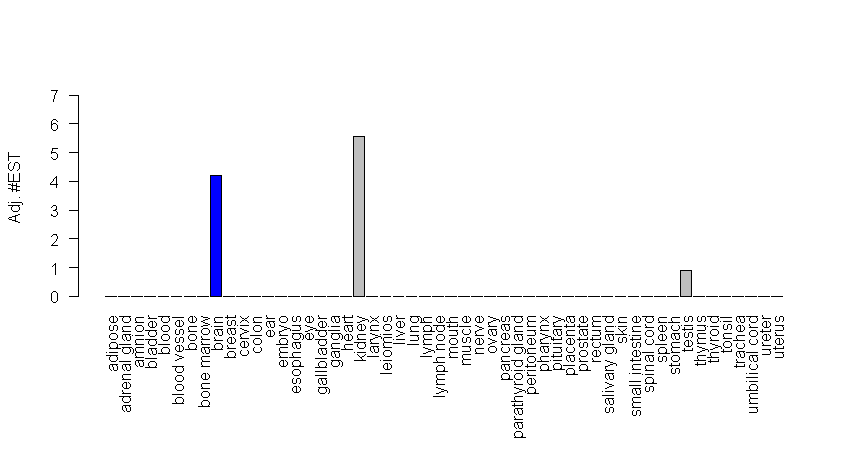 Adj. #EST
7
6
5
4
3
2
1
0
adipose
adrenal gland
amnion
bladder
blood
blood vessel
bone
bone marrow
brain
breast
cervix
colon
ear
embryo
esophagus
eye
gallbladder
ganglia
heart
kidney
larynx
leiomios
liver
lung
lymph
lymph node
mouth
muscle
nerve
ovary
pancreas
parathyroid gland
peritoneum
pharynx
pituitary
placenta
prostate
rectum
salivary gland
skin
small intestine
spinal cord
spleen
stomach
testis
thymus
thyroid
tonsil
trachea
umbilical cord
ureter
uterus